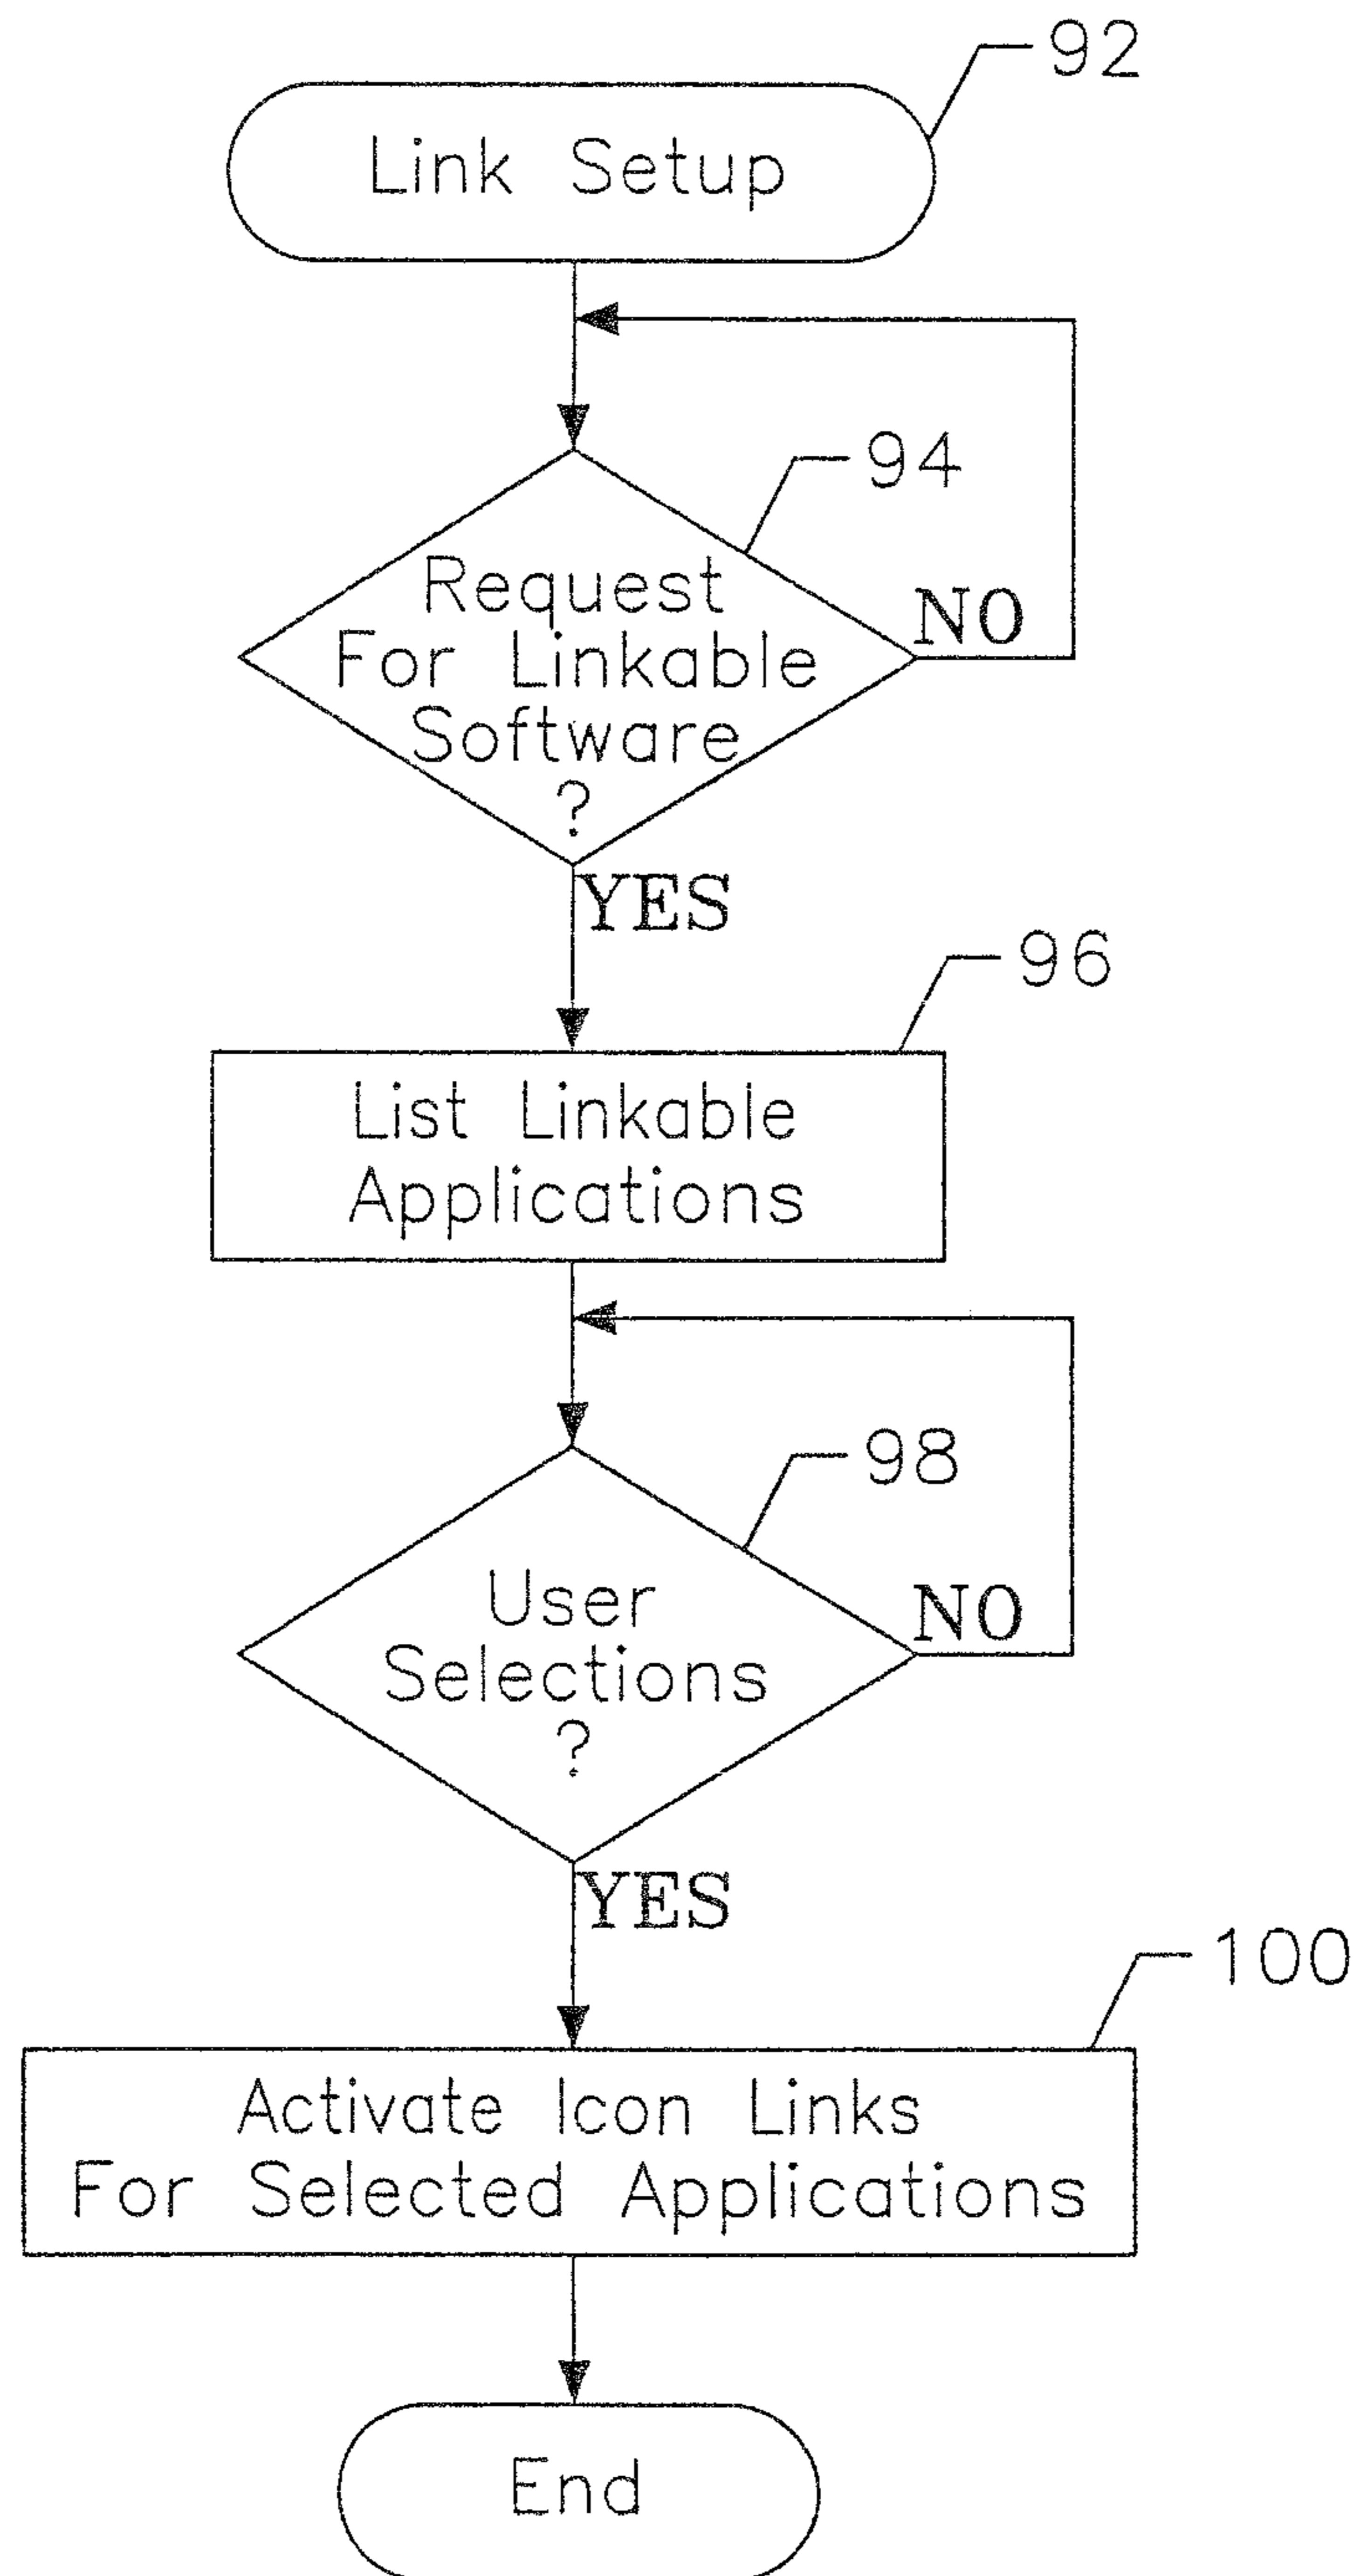 92
Link Setup
94
Request
For Linkable
Software
?
NO
YES
96
List Linkable
Applications
98
User
Selections
?
NO
YES
100
Activate Icon Links
For Selected Applications
End